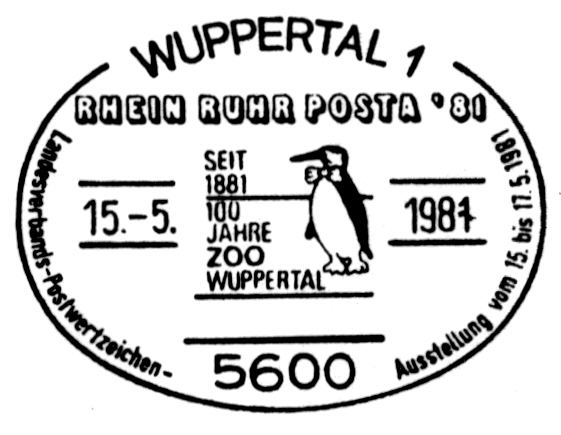 WUPPERTAL 1
RHEIN RUHR POSTA '81
SEIT
1881
100
JAHRE
ZOO
WUPPERTAL
15.-5.
1981
Landesverbands-Postwertzeichen-
Ausstellung vom 15. bis 17.5.1981
5600